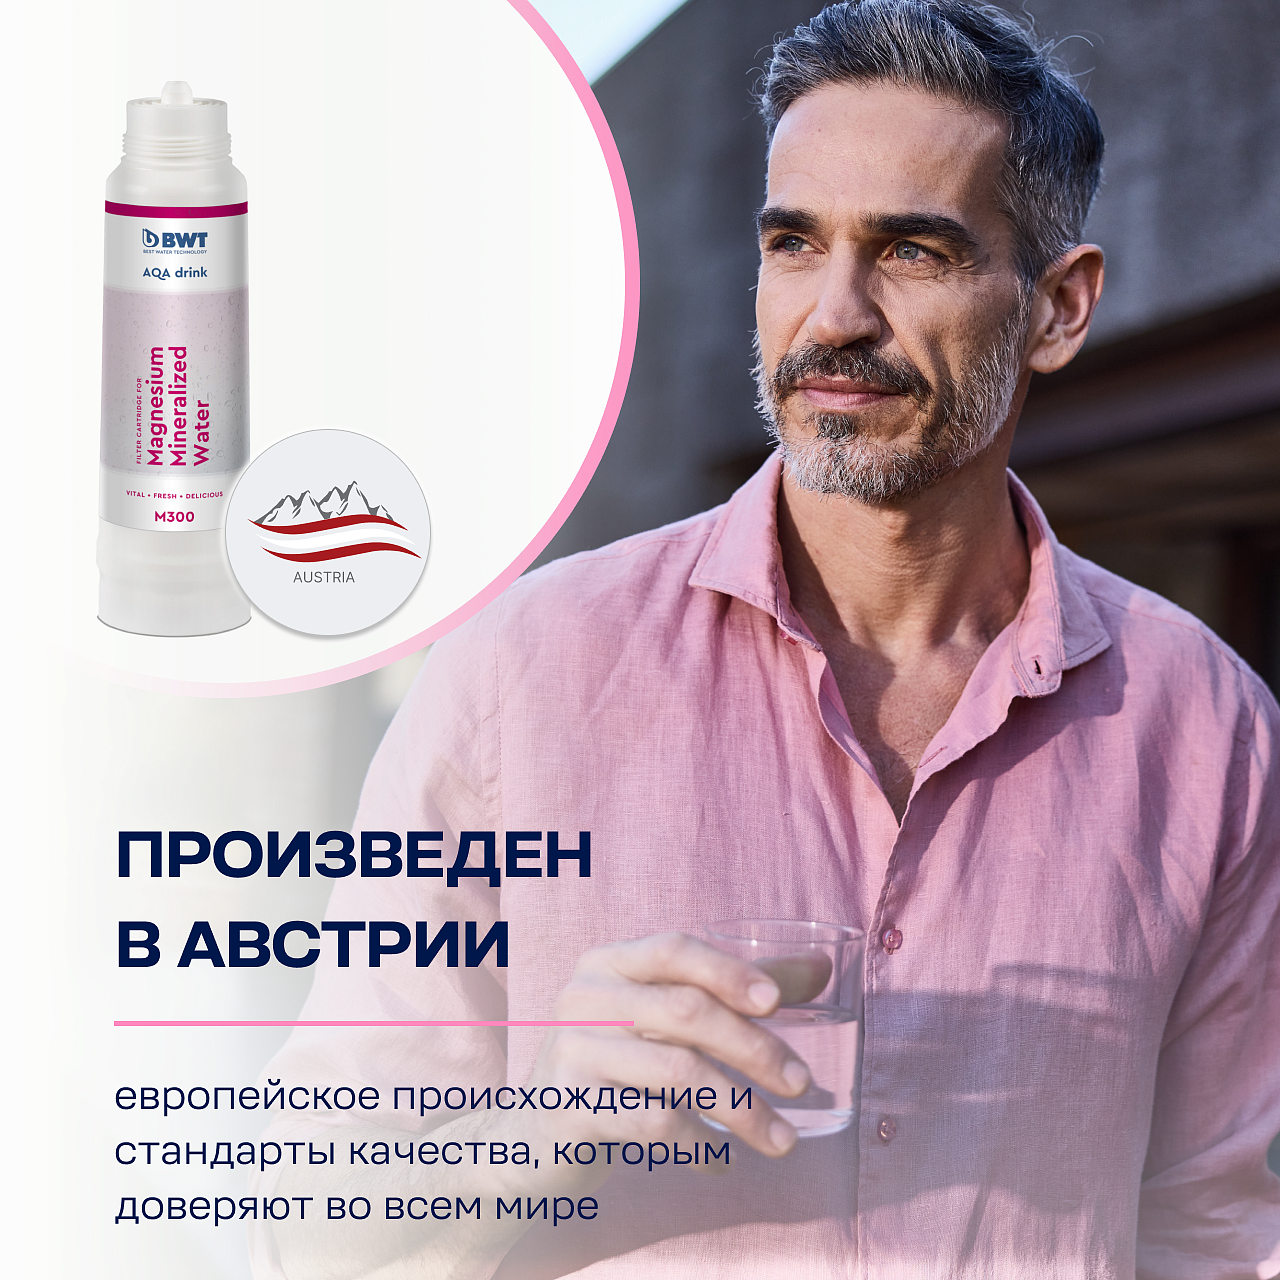 BWT
BEST WATER TECHNOLOGY
AQA drink
FILTER CARTRIDGE FOR
Magnesium
Mineralized
Water
VITAL • FRESH • DELICIOUS
M300
AUSTRIA
ПРОИЗВЕДЕН
В АВСТРИИ
европейское происхождение и
стандарты качества, которым
доверяют во всем мире